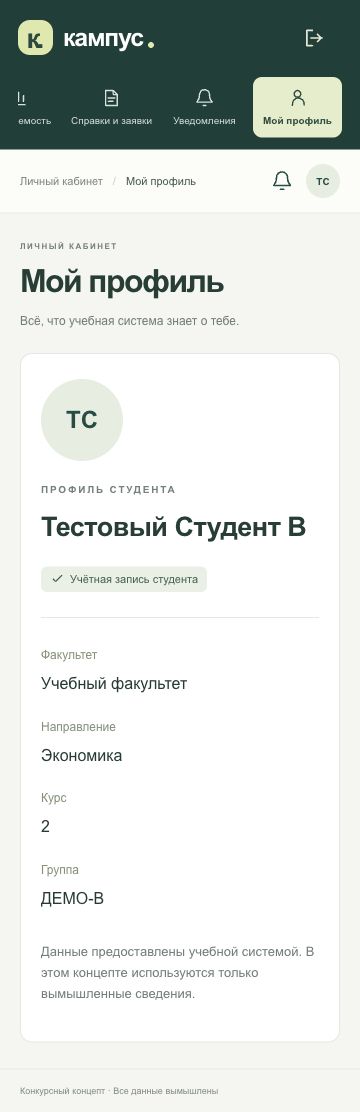 к кампус.
емость
Справки и заявки
Уведомления
Мой профиль
Личный кабинет / Мой профиль
ТС
ЛИЧНЫЙ КАБИНЕТ
Мой профиль
Всё, что учебная система знает о тебе.
ТС
ПРОФИЛЬ СТУДЕНТА
Тестовый Студент В
Учётная запись студента
Факультет
Учебный факультет
Направление
Экономика
Курс
2
Группа
ДЕМО-В
Данные предоставлены учебной системой. В
этом концепте используются только
вымышленные сведения.
Конкурсный концепт · Все данные вымышлены